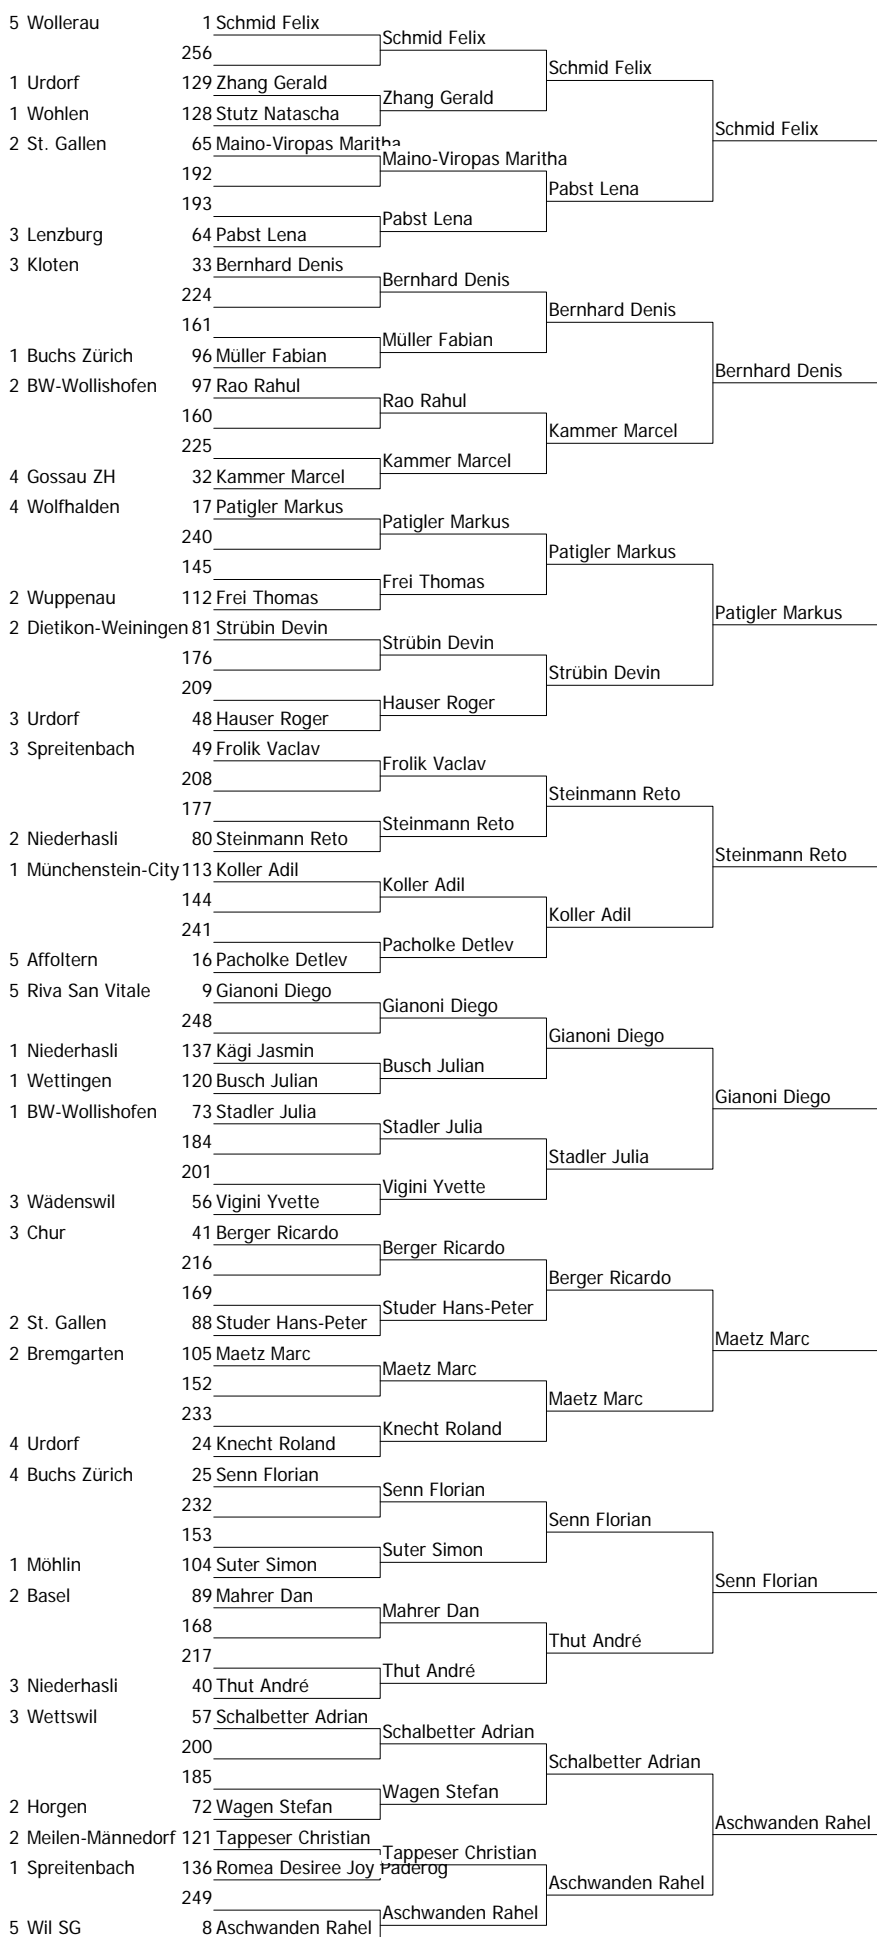 5 Wollerau 1 Schmid Felix
Schmid Felix
256
Schmid Felix
1 Urdorf 129 Zhang Gerald
Zhang Gerald
1 Wohlen 128 Stutz Natascha
Schmid Felix
2 St. Gallen 65 Maino-Viropas Maritha
Maino-Viropas Maritha
192
Pabst Lena
193
Pabst Lena
3 Lenzburg 64 Pabst Lena
3 Kloten 33 Bernhard Denis
Bernhard Denis
224
Bernhard Denis
161
Müller Fabian
1 Buchs Zürich 96 Müller Fabian
Bernhard Denis
2 BW-Wollishofen 97 Rao Rahul
Rao Rahul
160
Kammer Marcel
225
Kammer Marcel
4 Gossau ZH 32 Kammer Marcel
4 Wolfhalden 17 Patigler Markus
Patigler Markus
240
Patigler Markus
145
Frei Thomas
2 Wuppenau 112 Frei Thomas
Patigler Markus
2 Dietikon-Weiningen 81 Strübin Devin
Strübin Devin
176
Strübin Devin
209
Hauser Roger
3 Urdorf 48 Hauser Roger
3 Spreitenbach 49 Frolik Vaclav
Frolik Vaclav
208
Steinmann Reto
177
Steinmann Reto
2 Niederhasli 80 Steinmann Reto
Steinmann Reto
1 Münchenstein-City 113 Koller Adil
Koller Adil
144
Koller Adil
241
Pacholke Detlev
5 Affoltern 16 Pacholke Detlev
5 Riva San Vitale 9 Gianoni Diego
Gianoni Diego
248
Gianoni Diego
1 Niederhasli 137 Kägi Jasmin
Busch Julian
1 Wettingen 120 Busch Julian
Gianoni Diego
1 BW-Wollishofen 73 Stadler Julia
Stadler Julia
184
Stadler Julia
201
Vigini Yvette
3 Wädenswil 56 Vigini Yvette
3 Chur 41 Berger Ricardo
Berger Ricardo
216
Berger Ricardo
169
Studer Hans-Peter
2 St. Gallen 88 Studer Hans-Peter
Maetz Marc
2 Bremgarten 105 Maetz Marc
Maetz Marc
152
Maetz Marc
233
Knecht Roland
4 Urdorf 24 Knecht Roland
4 Buchs Zürich 25 Senn Florian
Senn Florian
232
Senn Florian
153
Suter Simon
1 Möhlin 104 Suter Simon
Senn Florian
2 Basel 89 Mahrer Dan
Mahrer Dan
168
Thut André
217
Thut André
3 Niederhasli 40 Thut André
3 Wettswil 57 Schalbetter Adrian
Schalbetter Adrian
200
Schalbetter Adrian
185
Wagen Stefan
2 Horgen 72 Wagen Stefan
Aschwanden Rahel
2 Meilen-Männedorf 121 Tappeser Christian
Tappeser Christian
1 Spreitenbach 136 Romea Desiree Joy Paderog
Aschwanden Rahel
249
Aschwanden Rahel
5 Wil SG 8 Aschwanden Rahel